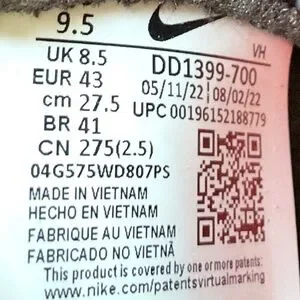 9.5
VH
UK 8.5
DD1399-700
EUR 43
05/11/22 08/02/22
cm 27.5
UPC 00196152188779
BR 41
CN 275(2.5)
04G575WD807PS
MADE IN VIETNAM
HECHO EN VIETNAM
FABRIQUE AU VIETNAM
FABRICADO NO VIETNÃ
This product is covered by one or more patents.
www.nike.com/patentsvirtualmarking